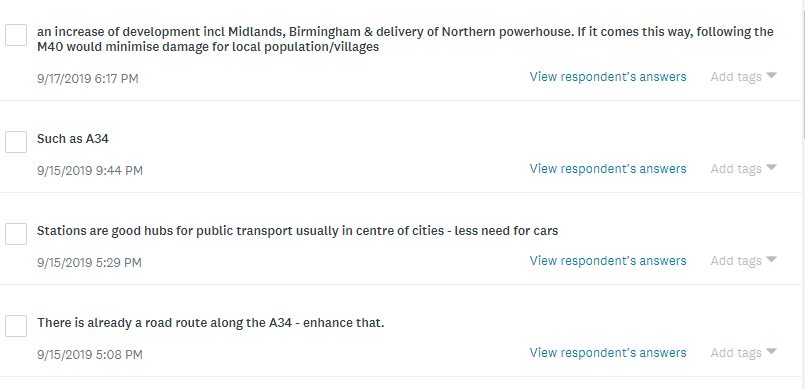 an increase of development incl Midlands, Birmingham & delivery of Northern powerhouse. If it comes this way, following the
M40 would minimise damage for local population/villages
9/17/2019 6:17 PM View respondent's answers Add tags
Such as A34
9/15/2019 9:44 PM View respondent's answers Add tags
Stations are good hubs for public transport usually in centre of cities - less need for cars
9/15/2019 5:29 PM View respondent's answers Add tags
There is already a road route along the A34 - enhance that.
9/15/2019 5:08 PM View respondent's answers Add tags